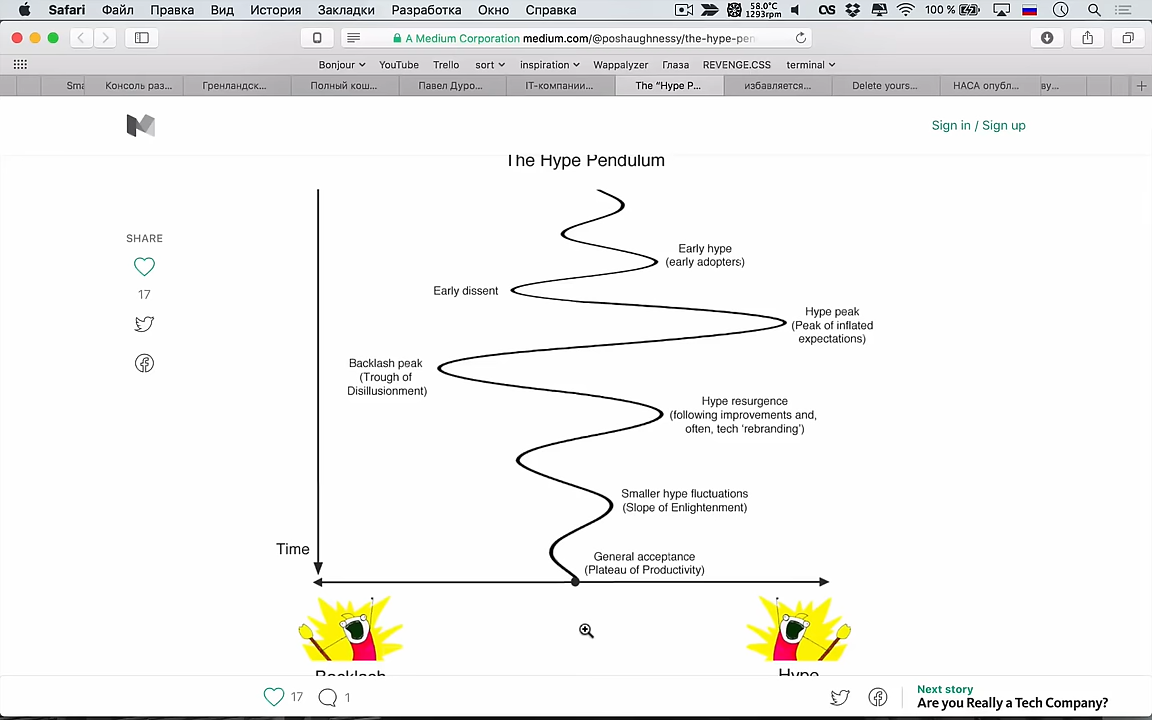 Safari Файл Правка Вид История Закладки Разработка Окно Справка 58.0°C 1293rpm 100 %
A Medium Corporation medium.com/@poshaughnessy/the-hype-pen
Bonjour YouTube Trello sort inspiration Wappalyzer Глаза REVENGE.CSS terminal
Sma Консоль раз... Гренландск... Полный кош... Павел Дуро... IT-компании... The “Hype P... избавляется... Delete yours... НАСА опубл... ву...
Sign in / Sign up
The Hype Pendulum
SHARE
17
Early hype
(early adopters)
Early dissent
Hype peak
(Peak of inflated
expectations)
Backlash peak
(Trough of
Disillusionment)
Hype resurgence
(following improvements and,
often, tech ‘rebranding’)
Smaller hype fluctuations
(Slope of Enlightenment)
Time
General acceptance
(Plateau of Productivity)
Backlash
Hype
17 1
Next story
Are you Really a Tech Company?